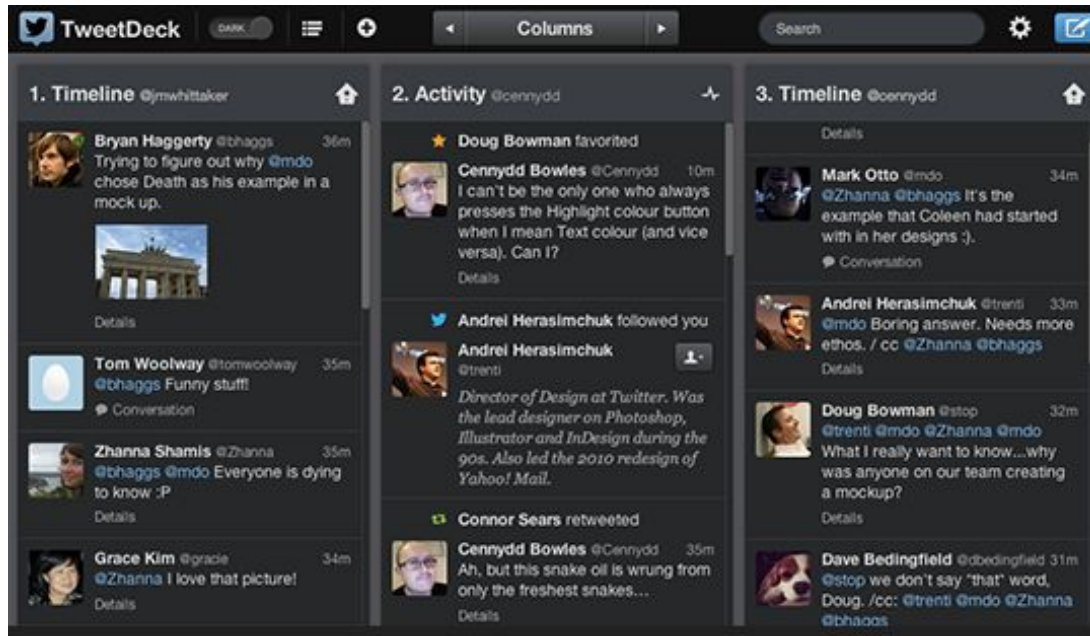 TweetDeck
DARK
Columns
Search
1. Timeline @jmwhittaker
Bryan Haggerty @bhaggs 36m
Trying to figure out why @mdo
chose Death as his example in a
mock up.
Details
Tom Woolway @tomwoolway 35m
@bhaggs Funny stuff!
Conversation
Zhanna Shamis @Zhanna 35m
@bhaggs @mdo Everyone is dying
to know :P
Details
Grace Kim @gracie 34m
@Zhanna I love that picture!
Details
2. Activity @cennydd
Doug Bowman favorited
Cennydd Bowles @Cennydd 10m
I can't be the only one who always
presses the Highlight colour button
when I mean Text colour (and vice
versa). Can I?
Details
Andrei Herasimchuk followed you
Andrei Herasimchuk
@trenti
Director of Design at Twitter. Was
the lead designer on Photoshop,
Illustrator and InDesign during the
90s. Also led the 2010 redesign of
Yahoo! Mail.
Connor Sears retweeted
Cennydd Bowles @Cennydd 35m
Ah, but this snake oil is wrung from
only the freshest snakes…
Details
3. Timeline @cennydd
Details
Mark Otto @mdo 34m
@Zhanna @bhaggs It's the
example that Coleen had started
with in her designs :).
Conversation
Andrei Herasimchuk @trenti 33m
@mdo Boring answer. Needs more
ethos. / cc @Zhanna @bhaggs
Details
Doug Bowman @stop 32m
@trenti @mdo @Zhanna @mdo
What I really want to know...why
was anyone on our team creating
a mockup?
Details
Dave Bedingfield @dbedingfield 31m
@stop we don't say "that" word,
Doug. /cc: @trenti @mdo @Zhanna
@bhaggs